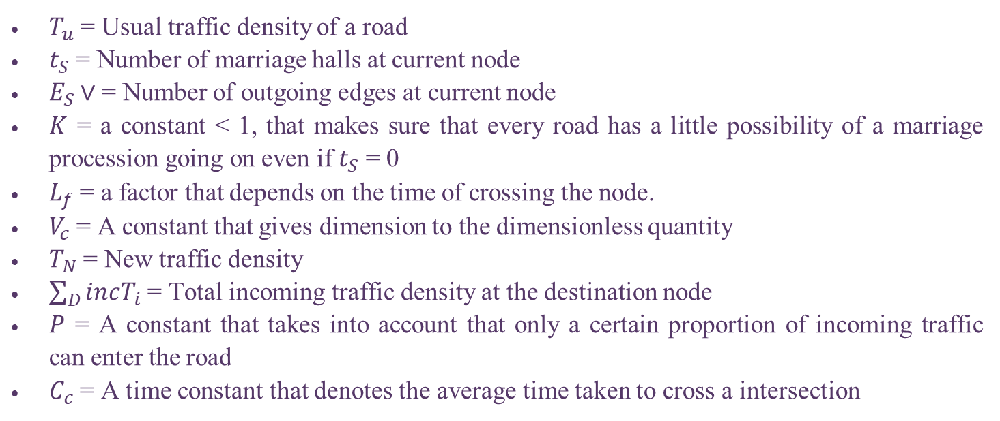 • T_u = Usual traffic density of a road
• t_S = Number of marriage halls at current node
• E_S ∨ = Number of outgoing edges at current node
• K = a constant < 1, that makes sure that every road has a little possibility of a marriage
procession going on even if t_S = 0
• L_f = a factor that depends on the time of crossing the node.
• V_c = A constant that gives dimension to the dimensionless quantity
• T_N = New traffic density
• ∑_D incT_i = Total incoming traffic density at the destination node
• P = A constant that takes into account that only a certain proportion of incoming traffic
can enter the road
• C_c = A time constant that denotes the average time taken to cross a intersection